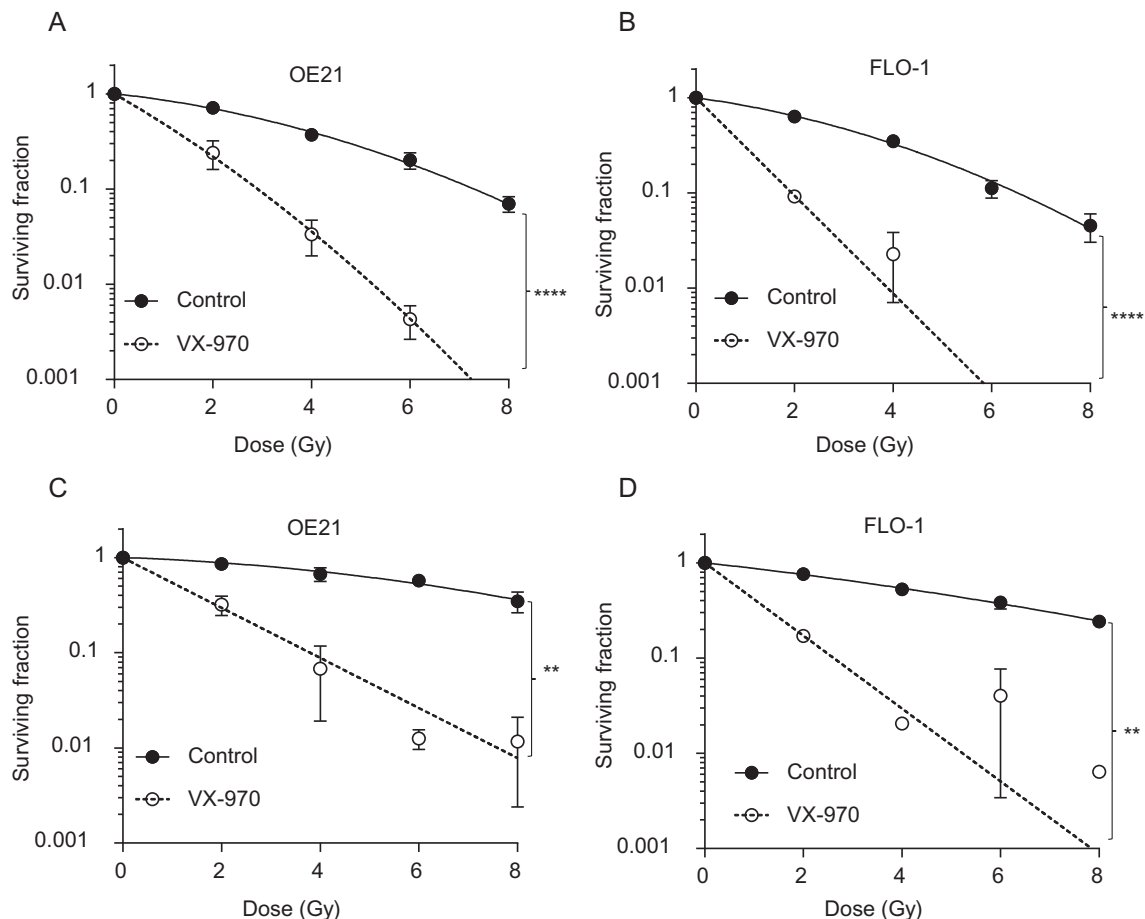 A
OE21
1
0.1
0.01
0.001
Surviving fraction
Control
VX-970
****
0 2 4 6 8
Dose (Gy)
B
FLO-1
1
0.1
0.01
0.001
Surviving fraction
Control
VX-970
****
0 2 4 6 8
Dose (Gy)
C
OE21
1
0.1
0.01
0.001
Surviving fraction
Control
VX-970
**
0 2 4 6 8
Dose (Gy)
D
FLO-1
1
0.1
0.01
0.001
Surviving fraction
Control
VX-970
**
0 2 4 6 8
Dose (Gy)